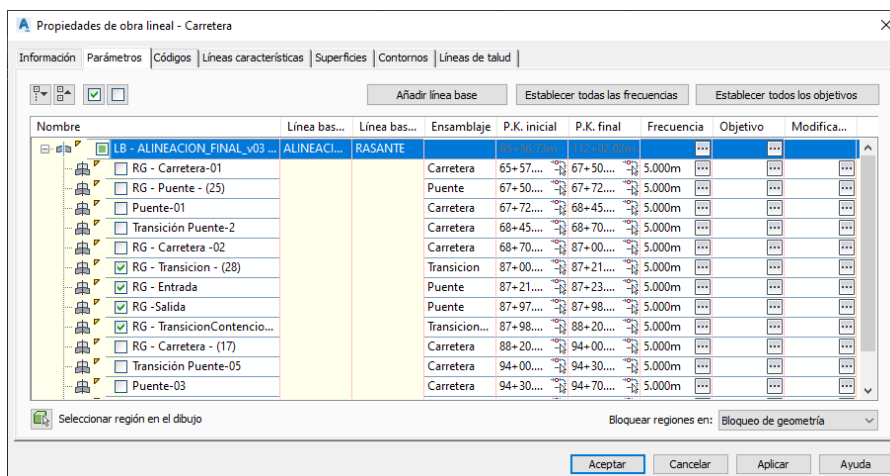 Propiedades de obra lineal - Carretera
Información Parámetros Códigos Líneas características Superficies Contornos Líneas de talud
Añadir línea base Establecer todas las frecuencias Establecer todos los objetivos
Nombre Línea bas... Línea bas... Ensamblaje P.K. inicial P.K. final Frecuencia Objetivo Modifica...
LB - ALINEACION_FINAL_v03 ... ALINEACI... RASANTE 65+56.73m 112+02.02m
RG - Carretera-01 Carretera 65+57.... 67+50.... 5.000m
RG - Puente - (25) Puente 67+50.... 67+72.... 5.000m
Puente-01 Carretera 67+72.... 68+45.... 5.000m
Transición Puente-2 Carretera 68+45.... 68+70.... 5.000m
RG - Carretera -02 Carretera 68+70.... 87+00.... 5.000m
RG - Transicion - (28) Transicion 87+00.... 87+21.... 5.000m
RG - Entrada Puente 87+21.... 87+23.... 5.000m
RG -Salida Puente 87+97.... 87+98.... 5.000m
RG - TransicionContencio... Transicion... 87+98.... 88+20.... 5.000m
RG - Carretera - (17) Carretera 88+20.... 94+00.... 5.000m
Transición Puente-05 Carretera 94+00.... 94+30.... 5.000m
Puente-03 Carretera 94+30.... 94+70.... 5.000m
Seleccionar región en el dibujo Bloquear regiones en: Bloqueo de geometría
Aceptar Cancelar Aplicar Ayuda